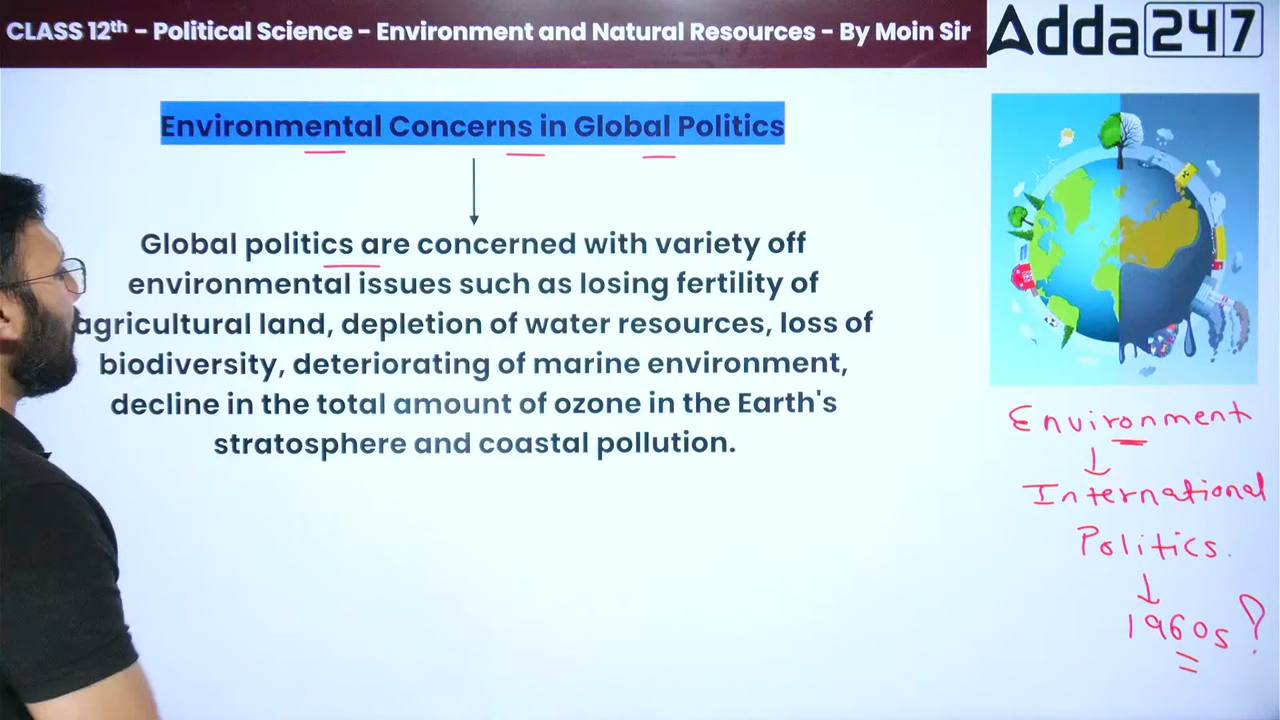 CLASS 12th - Political Science - Environment and Natural Resources - By Moin Sir
Adda247
Environmental Concerns in Global Politics
Global politics are concerned with variety off
environmental issues such as losing fertility of
agricultural land, depletion of water resources, loss of
biodiversity, deteriorating of marine environment,
decline in the total amount of ozone in the Earth's
stratosphere and coastal pollution.
Environment
International
Politics.
1960s ?